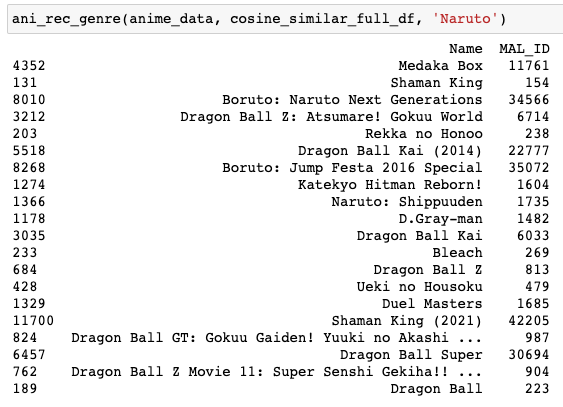 ani_rec_genre(anime_data, cosine_similar_full_df, 'Naruto')
Name MAL_ID
4352 Medaka Box 11761
131 Shaman King 154
8010 Boruto: Naruto Next Generations 34566
3212 Dragon Ball Z: Atsumare! Gokuu World 6714
203 Rekka no Honoo 238
5518 Dragon Ball Kai (2014) 22777
8268 Boruto: Jump Festa 2016 Special 35072
1274 Katekyo Hitman Reborn! 1604
1366 Naruto: Shippuuden 1735
1178 D.Gray-man 1482
3035 Dragon Ball Kai 6033
233 Bleach 269
684 Dragon Ball Z 813
428 Ueki no Housoku 479
1329 Duel Masters 1685
11700 Shaman King (2021) 42205
824 Dragon Ball GT: Gokuu Gaiden! Yuuki no Akashi ... 987
6457 Dragon Ball Super 30694
762 Dragon Ball Z Movie 11: Super Senshi Gekiha!! ... 904
189 Dragon Ball 223